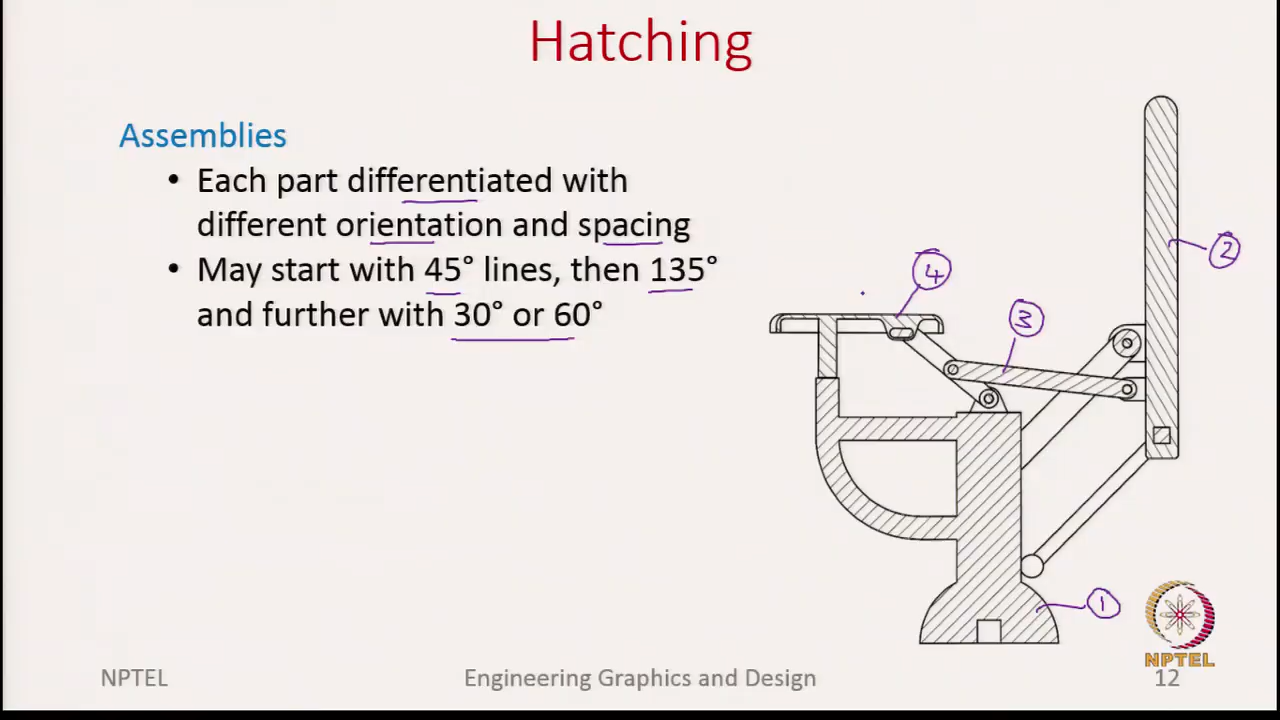 Hatching
Assemblies
• Each part differentiated with
different orientation and spacing
• May start with 45° lines, then 135°
and further with 30° or 60°
4
2
3
1
NPTEL
NPTEL
Engineering Graphics and Design
12